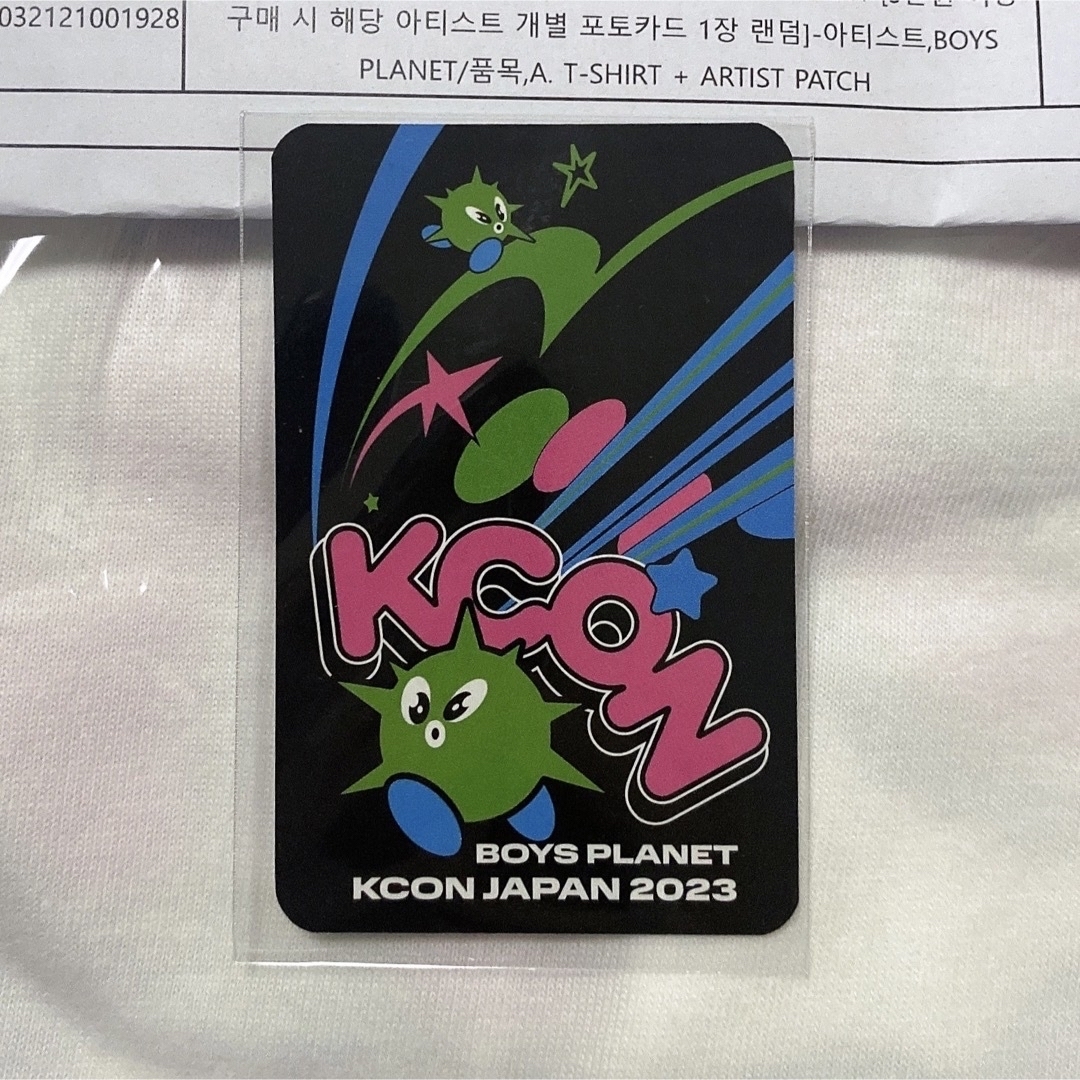 032121001928
구매 시 해당 아티스트 개별 포토카드 1장 랜덤]-아티스트,BOYS
PLANET/품목,A. T-SHIRT + ARTIST PATCH
KCON
BOYS PLANET
KCON JAPAN 2023